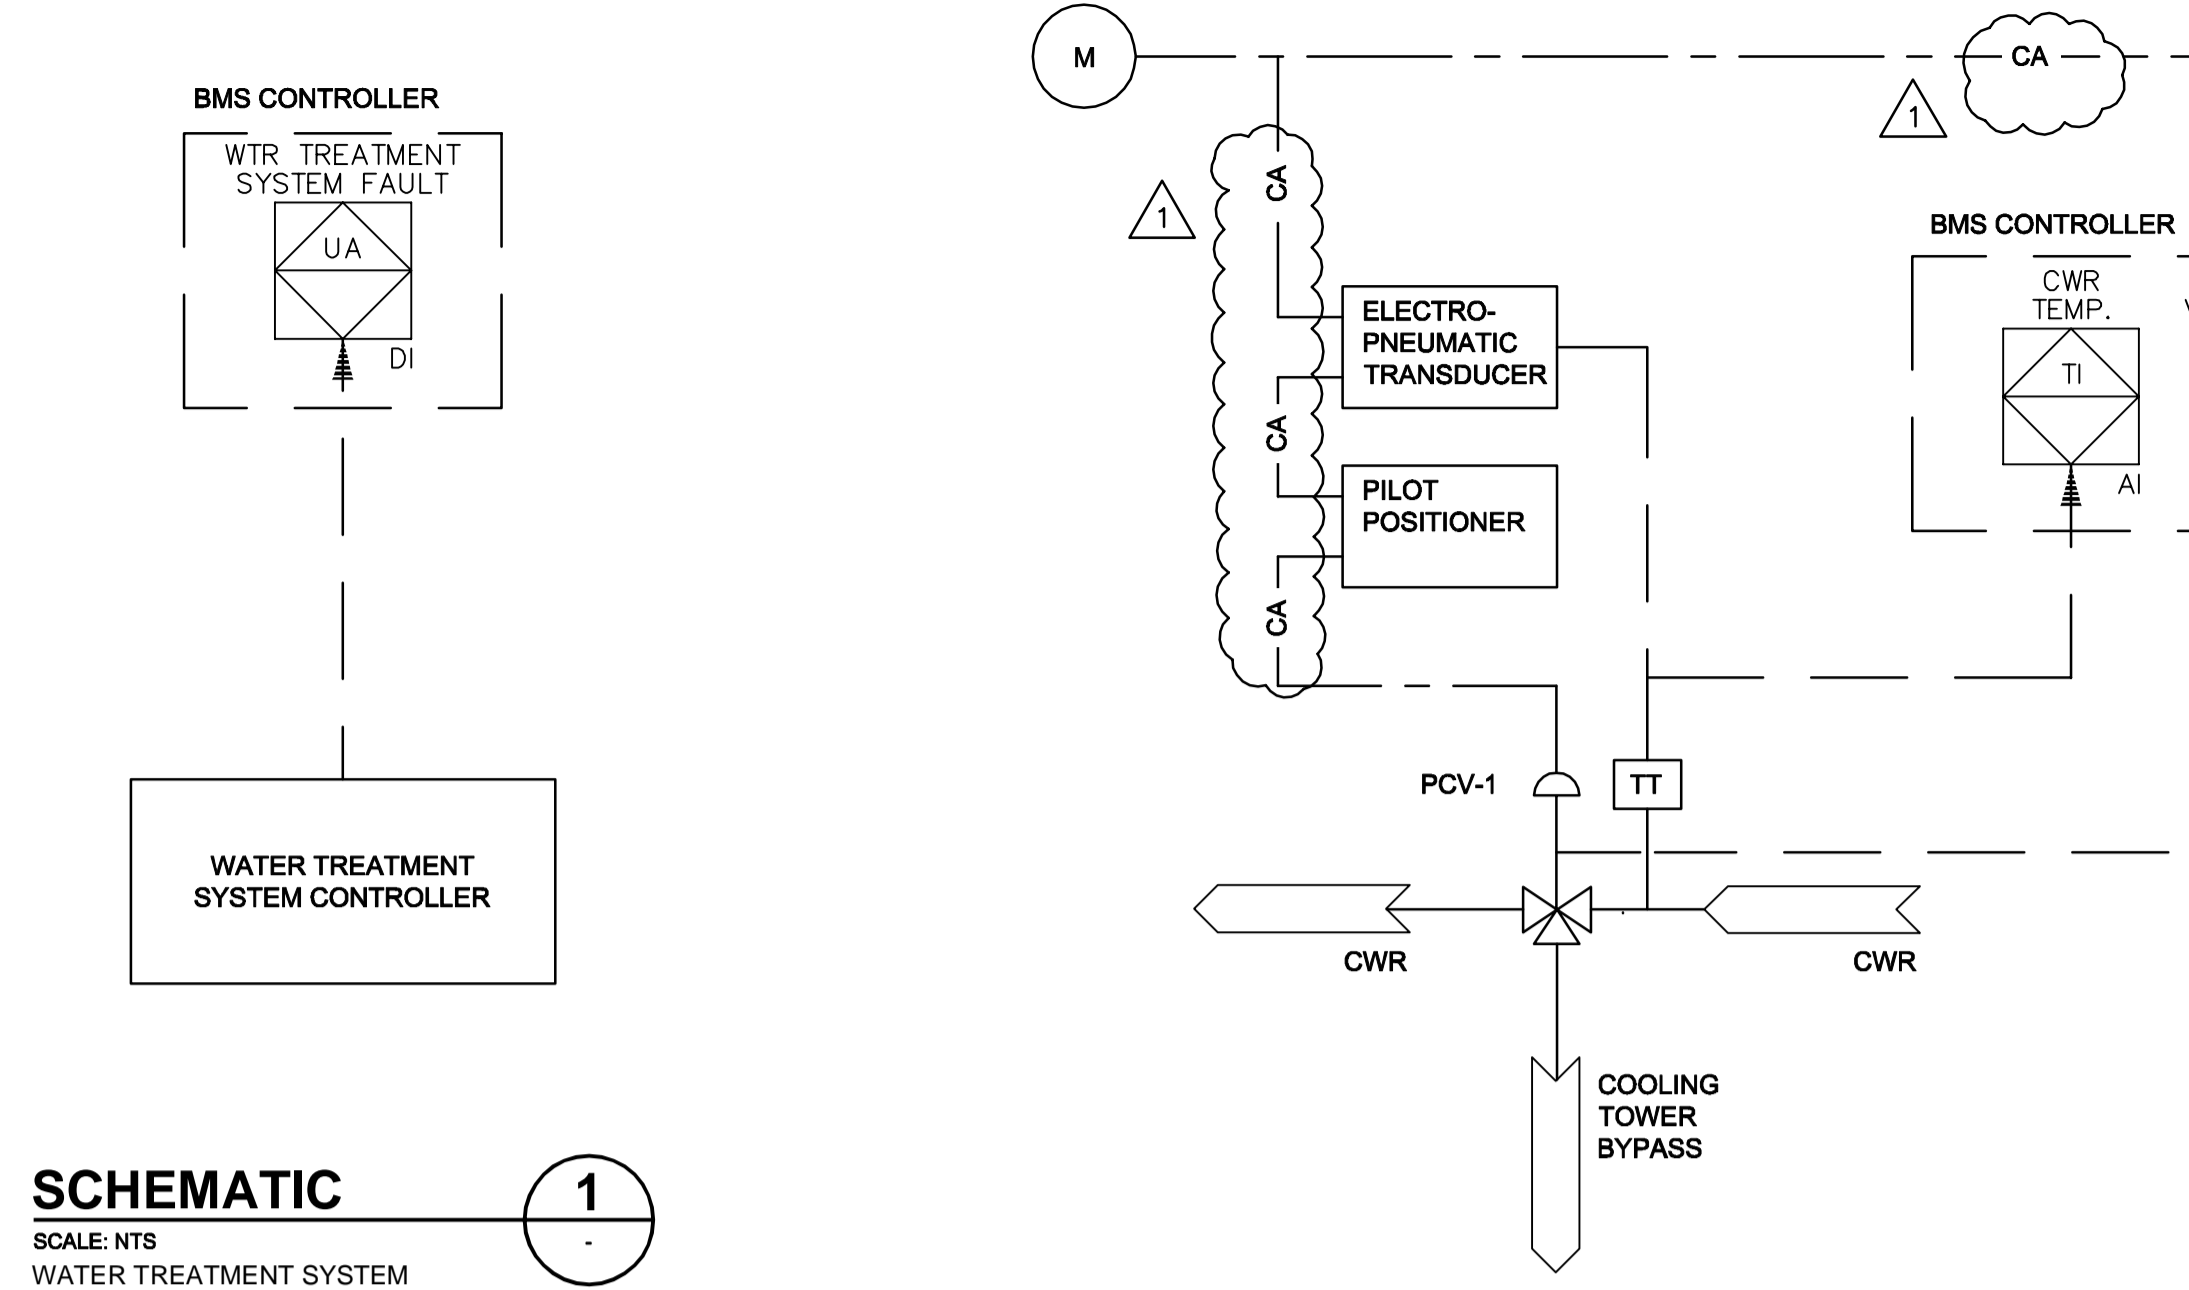 BMS CONTROLLER
WTR TREATMENT
SYSTEM FAULT
UA
DI
WATER TREATMENT
SYSTEM CONTROLLER
SCHEMATIC
1
-
SCALE: NTS
WATER TREATMENT SYSTEM
M
CA
1
CA
1
ELECTRO-
PNEUMATIC
TRANSDUCER
CA
PILOT
POSITIONER
CA
BMS CONTROLLER
CWR
TEMP.
TI
AI
PCV-1
TT
CWR
CWR
COOLING
TOWER
BYPASS